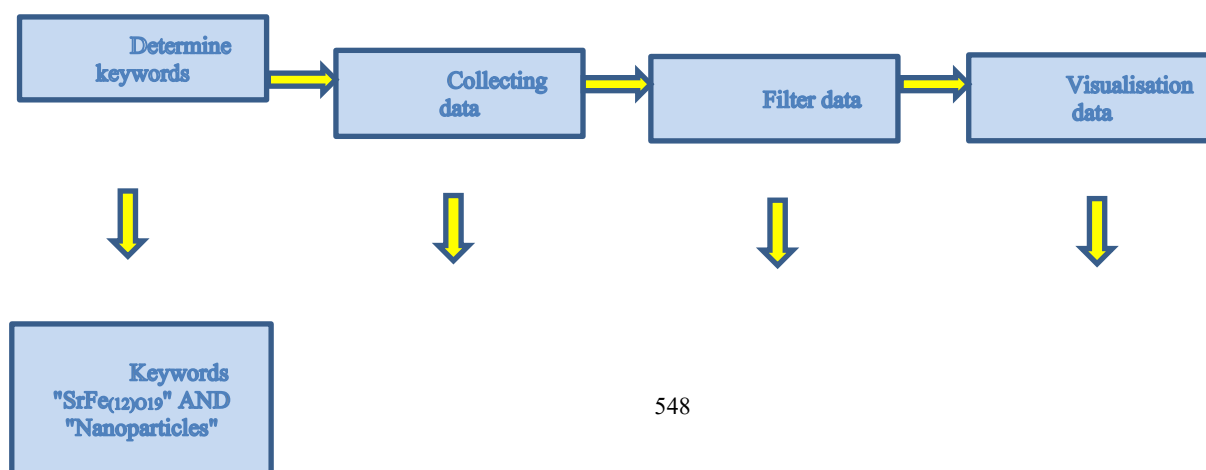 Determine
keywords
Collecting
data
Filter data
Visualisation
data
Keywords
"SrFe(12)O19" AND
"Nanoparticles"
548